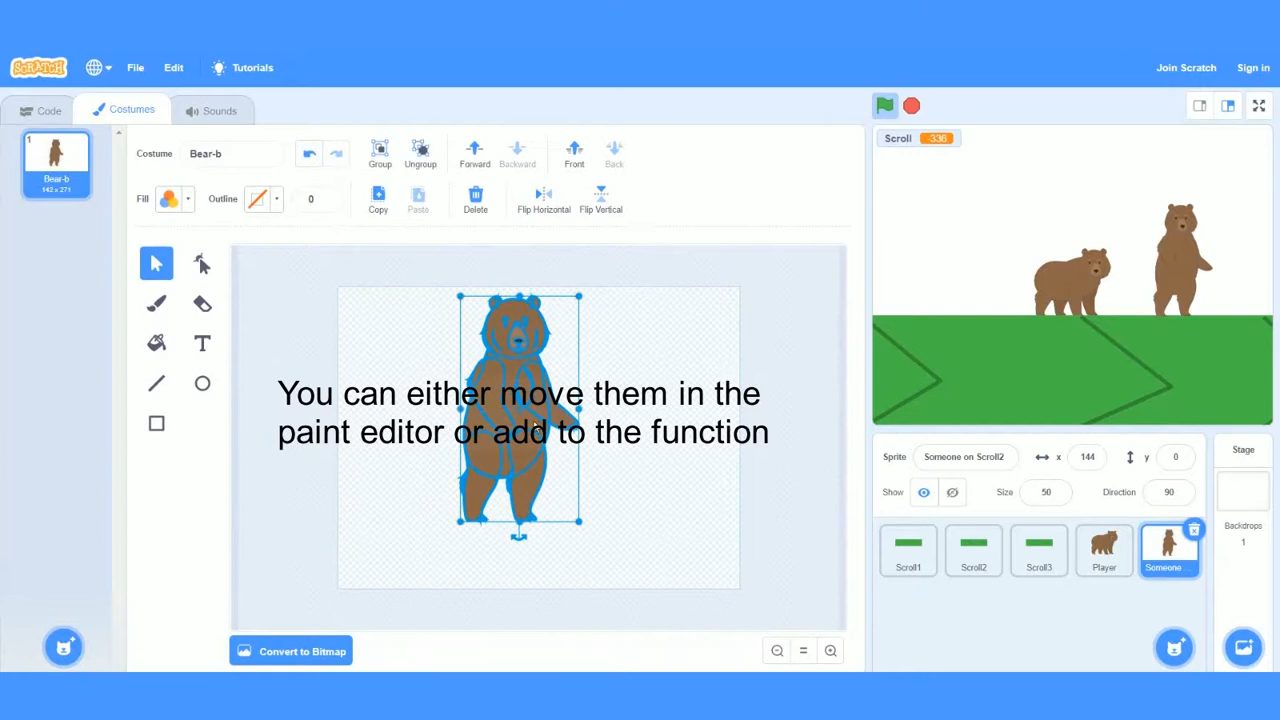 SCRATCH
File
Edit
Tutorials
Join Scratch
Sign in
Code
Costumes
Sounds
1
Bear-b
142 x 271
Costume
Bear-b
Group
Ungroup
Forward
Backward
Front
Back
Fill
Outline
0
Copy
Paste
Delete
Flip Horizontal
Flip Vertical
You can either move them in the
paint editor or add to the function
Convert to Bitmap
Scroll -336
Sprite
Someone on Scroll2
x
144
y
0
Show
Size
50
Direction
90
Stage
Backdrops
1
Scroll1
Scroll2
Scroll3
Player
Someone ...